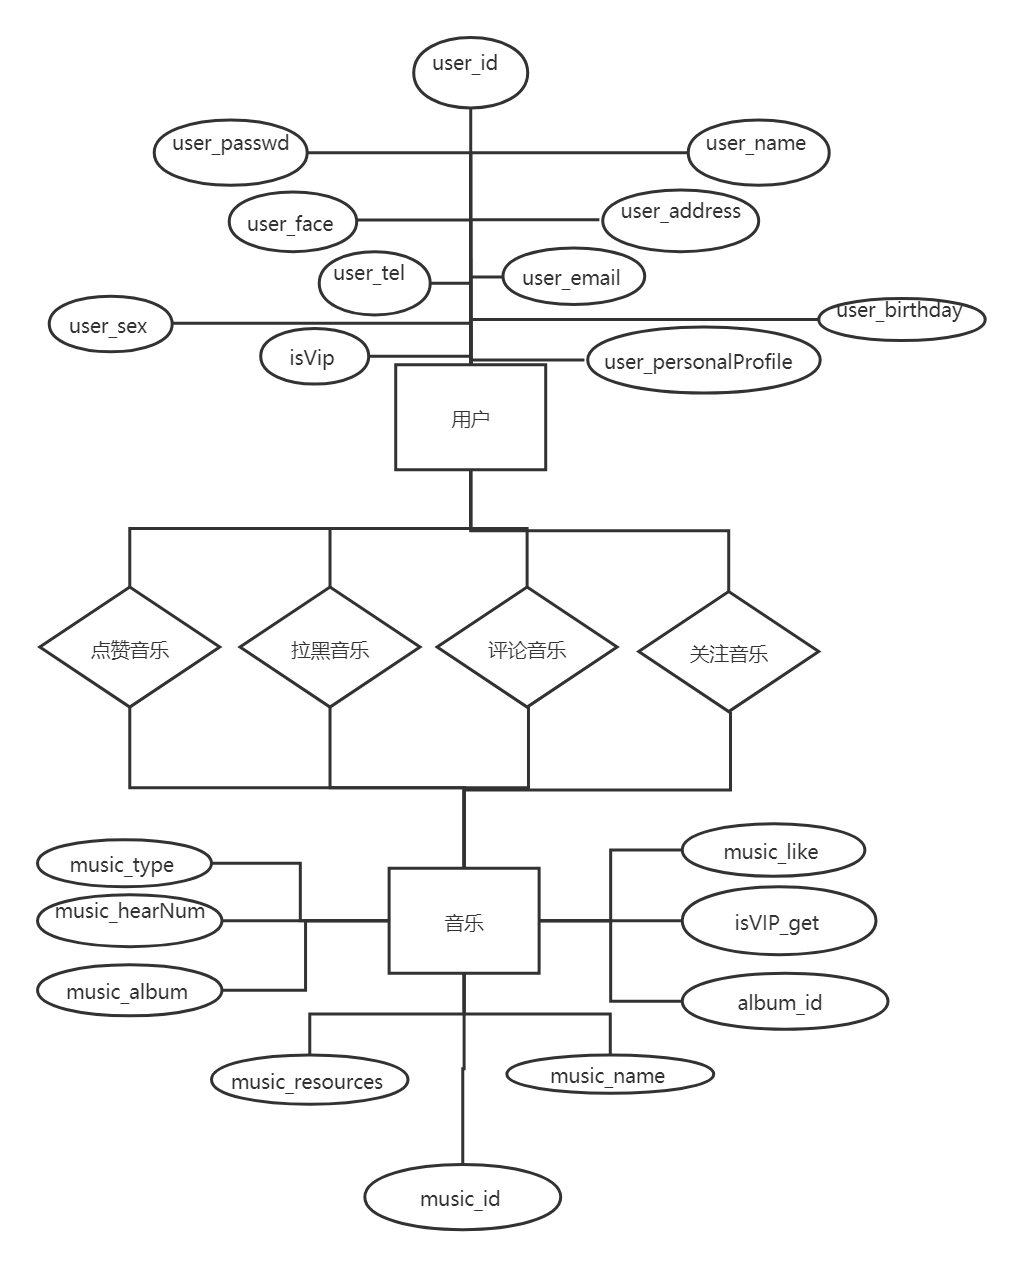 user_id
user_passwd
user_name
user_face
user_address
user_tel
user_email
user_sex
user_birthday
isVip
user_personalProfile
用户
点赞音乐
拉黑音乐
评论音乐
关注音乐
music_type
music_like
music_hearNum
音乐
isVIP_get
music_album
album_id
music_resources
music_name
music_id